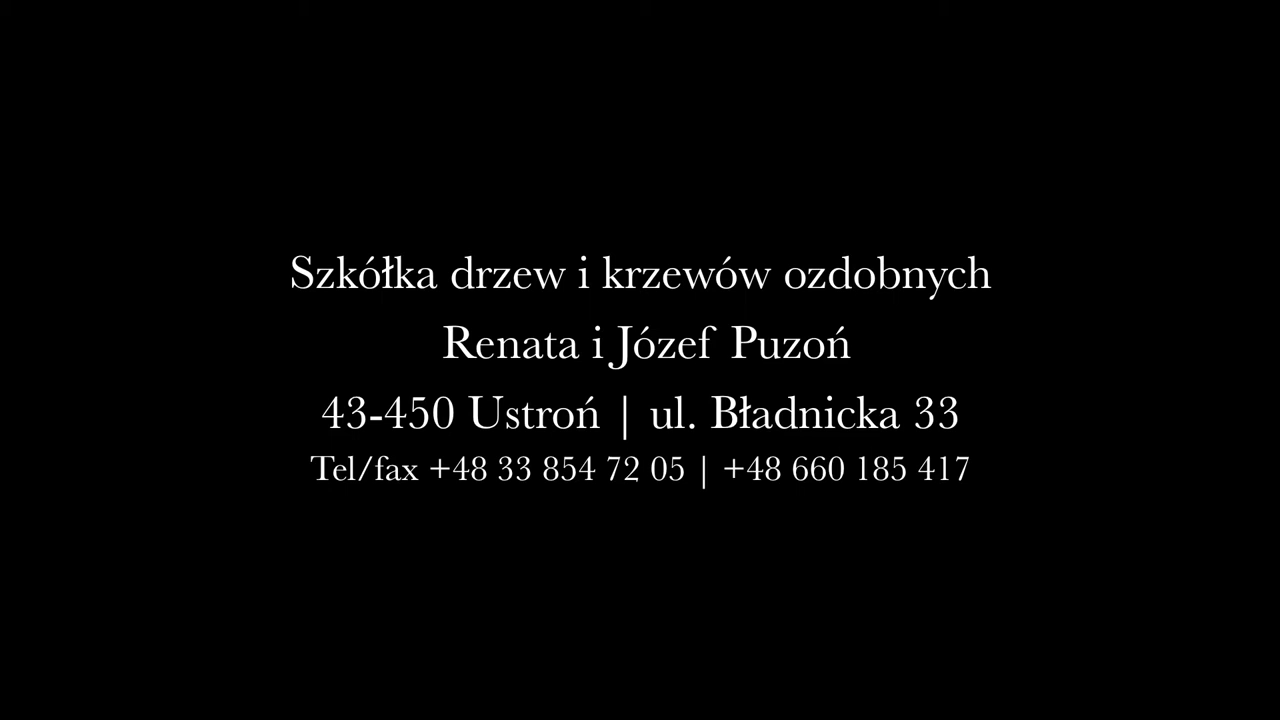 Szkółka drzew i krzewów ozdobnych
Renata i Józef Puzoń
43-450 Ustroń | ul. Bładnicka 33
Tel/fax +48 33 854 72 05 | +48 660 185 417